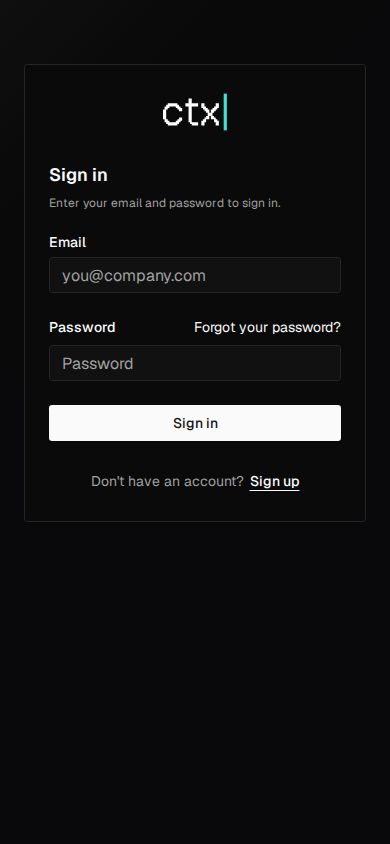 ctx
Sign in
Enter your email and password to sign in.
Email
you@company.com
Password Forgot your password?
Password
Sign in
Don't have an account? Sign up